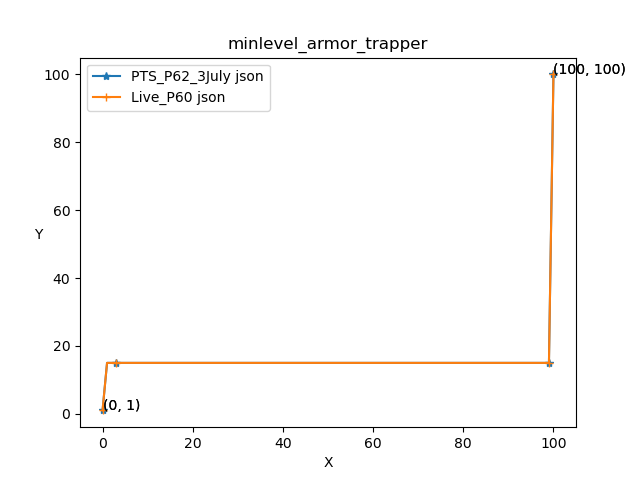 minlevel_armor_trapper
PTS_P62_3July json
Live_P60 json
(100, 100)
(0, 1)
100
80
60
40
20
0
Y
0 20 40 60 80 100
X